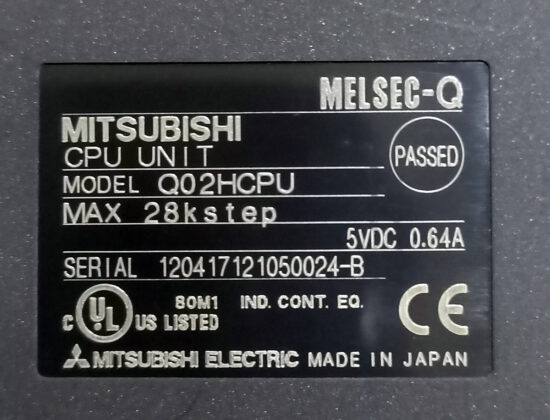 MELSEC-Q
MITSUBISHI
CPU UNIT
PASSED
MODEL Q02HCPU
MAX 28kstep
5VDC 0.64A
SERIAL 120417121050024-B
C UL US LISTED
80M1 IND. CONT. EQ.
CE
MITSUBISHI ELECTRIC MADE IN JAPAN